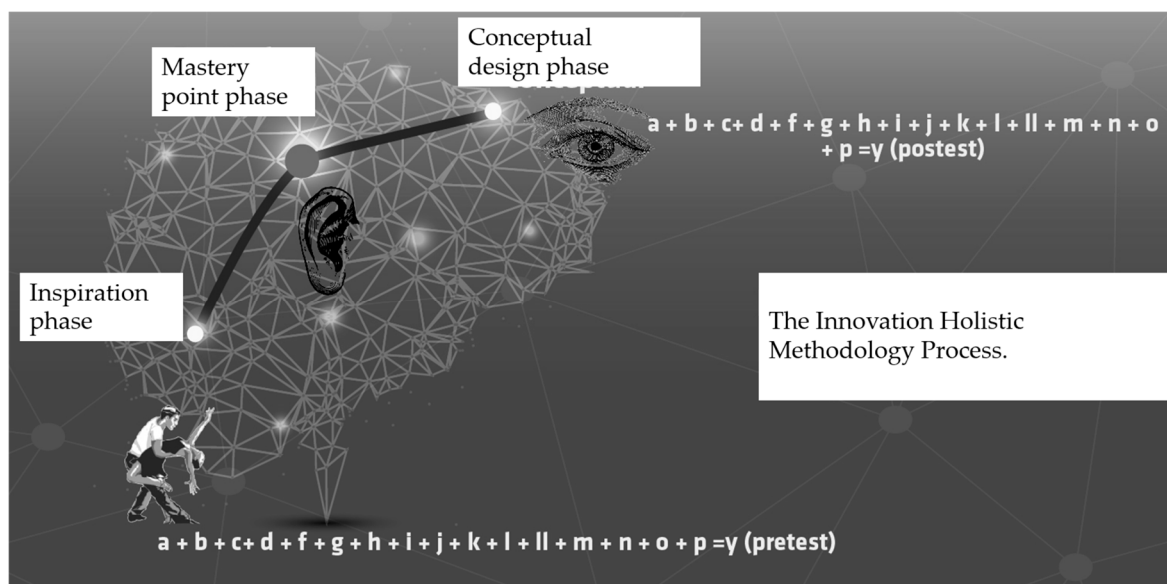 Conceptual
design phase
Mastery
point phase
a + b + c+ d + f + g + h + i + j + k + l + ll + m + n + o
+ p =y (postest)
Inspiration
phase
The Innovation Holistic
Methodology Process.
a + b + c+ d + f + g + h + i + j + k + l + ll + m + n + o + p =y (pretest)